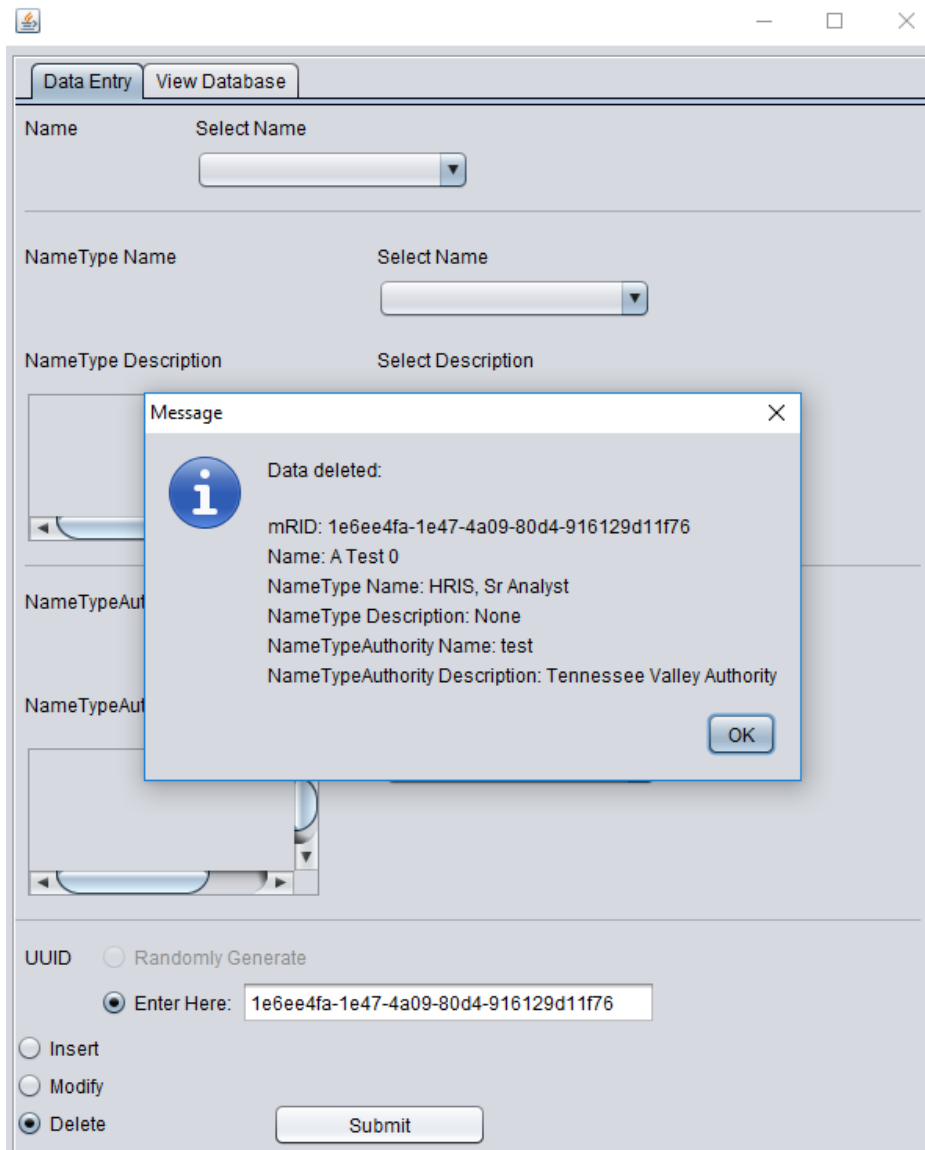 Data Entry View Database
Name Select Name
NameType Name Select Name
NameType Description Select Description
Message
Data deleted:
mRID: 1e6ee4fa-1e47-4a09-80d4-916129d11f76
Name: A Test 0
NameType Name: HRIS, Sr Analyst
NameType Description: None
NameTypeAuthority Name: test
NameTypeAuthority Description: Tennessee Valley Authority
OK
NameTypeAut
NameTypeAut
UUID Randomly Generate
Enter Here: 1e6ee4fa-1e47-4a09-80d4-916129d11f76
Insert
Modify
Delete Submit